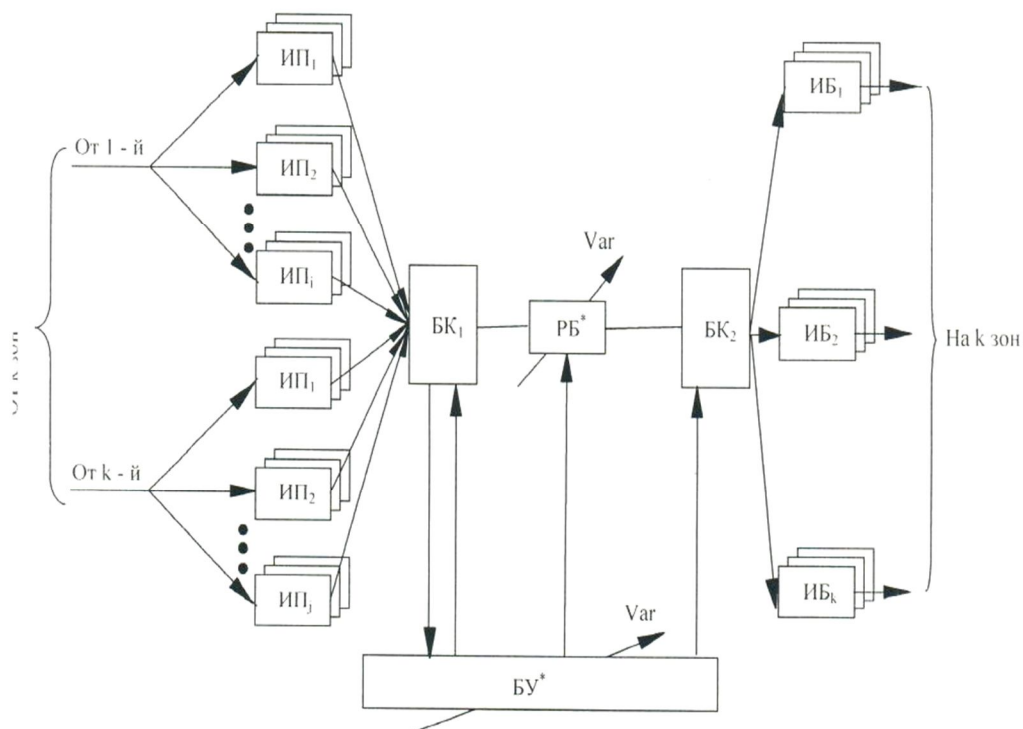 ИП₁
ИБ₁
От 1 - й
ИП₂
Var
ИПᵢ
БК₁
РБ*
БК₂
ИБ₂
На k зон
зон
ИП₁
От k - й
ИП₂
ИПⱼ
ИБₖ
Var
БУ*